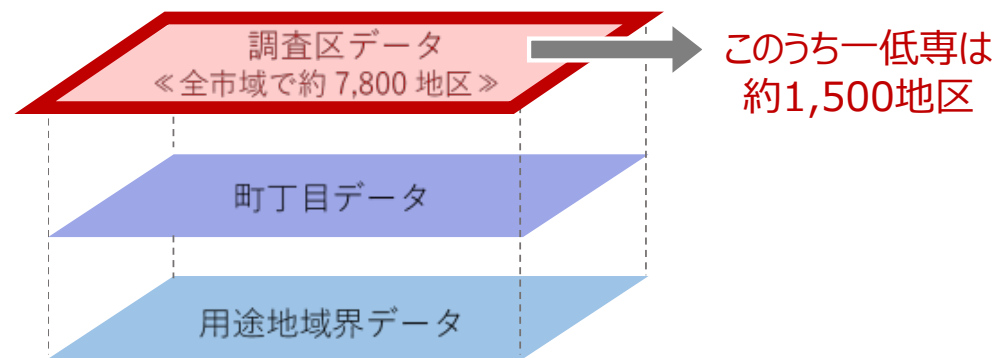 調査区データ
≪全市域で約 7,800 地区≫
このうち一低専は
約1,500地区
町丁目データ
用途地域界データ